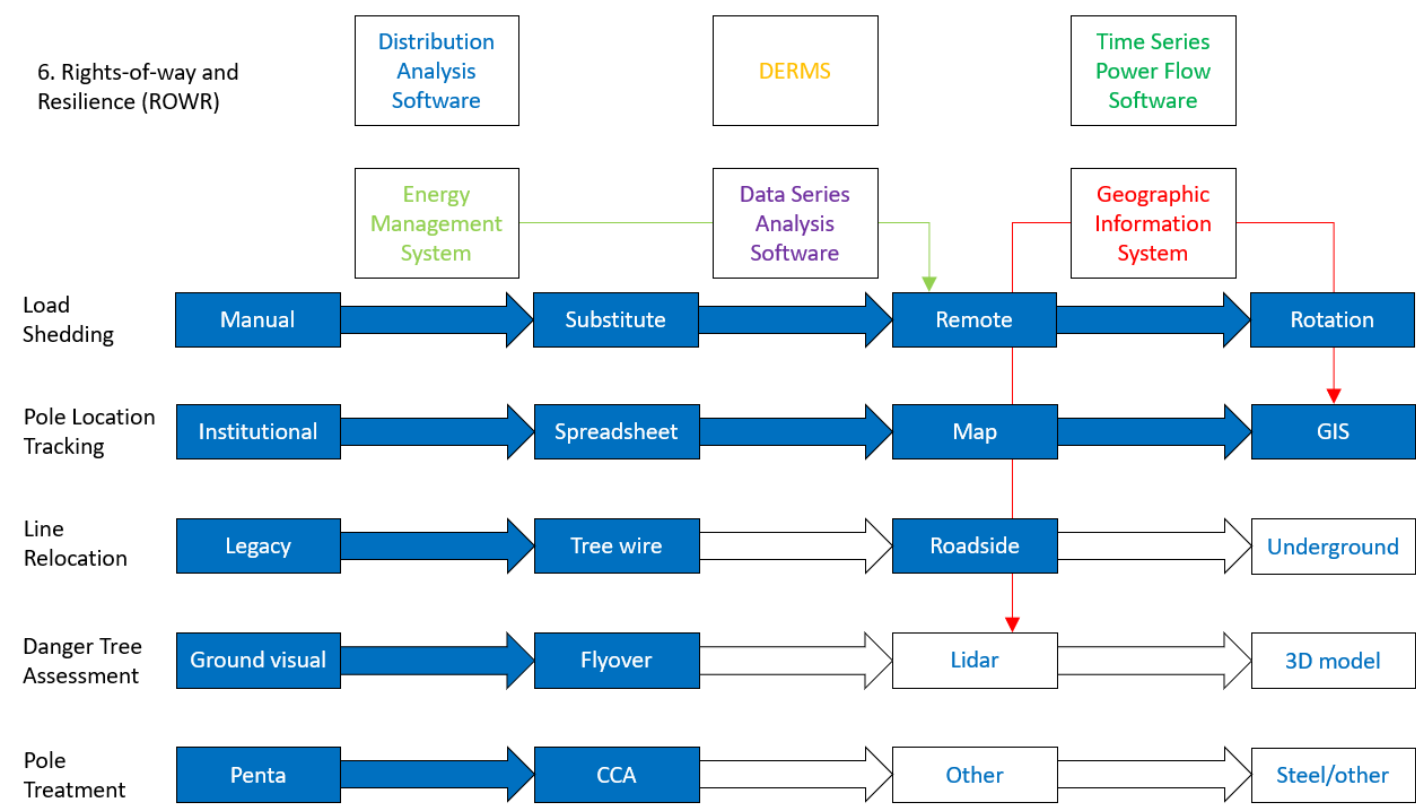 6. Rights-of-way and
Resilience (ROWR)
Distribution
Analysis
Software
DERMS
Time Series
Power Flow
Software
Energy
Management
System
Data Series
Analysis
Software
Geographic
Information
System
Load
Shedding
Manual
Substitute
Remote
Rotation
Pole Location
Tracking
Institutional
Spreadsheet
Map
GIS
Line
Relocation
Legacy
Tree wire
Roadside
Underground
Danger Tree
Assessment
Ground visual
Flyover
Lidar
3D model
Pole
Treatment
Penta
CCA
Other
Steel/other